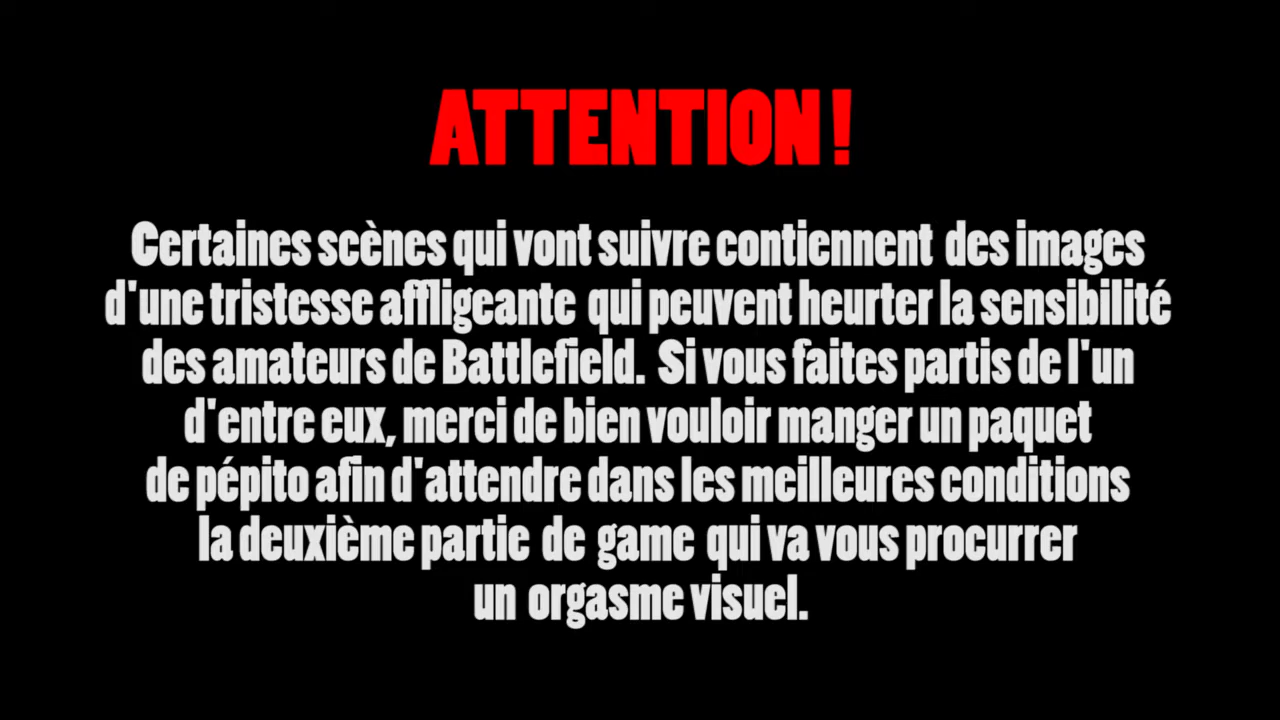 ATTENTION !
Certaines scènes qui vont suivre contiennent des images
d'une tristesse affligeante qui peuvent heurter la sensibilité
des amateurs de Battlefield. Si vous faites partis de l'un
d'entre eux, merci de bien vouloir manger un paquet
de pépito afin d'attendre dans les meilleures conditions
la deuxième partie de game qui va vous procurrer
un orgasme visuel.